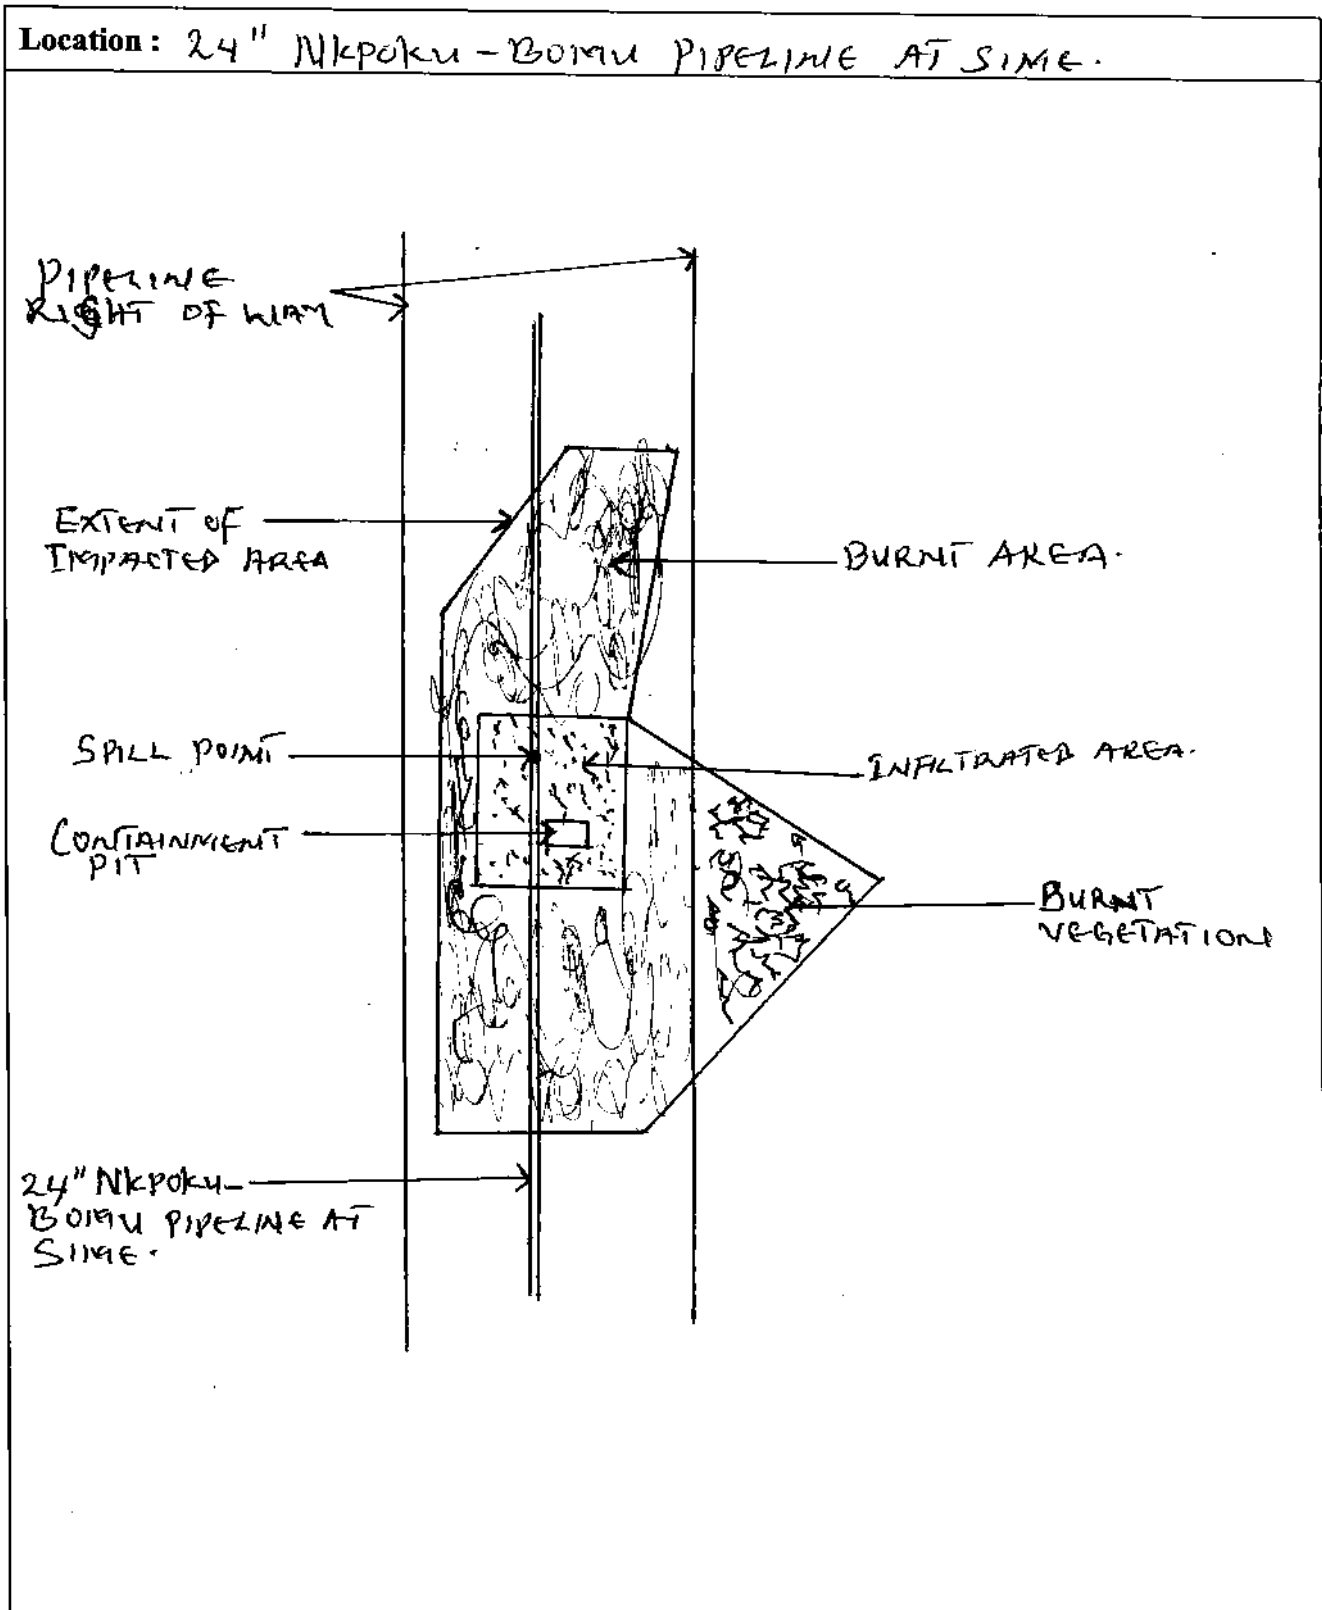 Location : 24" NKPOKU - BOMU PIPELINE AT SIME.
PIPELINE
RIGHT OF WAY
EXTENT OF
IMPACTED AREA
BURNT AREA.
SPILL POINT
INFILTRATED AREA.
CONTAINMENT
PIT
BURNT
VEGETATION
24" NKPOKU-
BOMU PIPELINE AT
SIME.